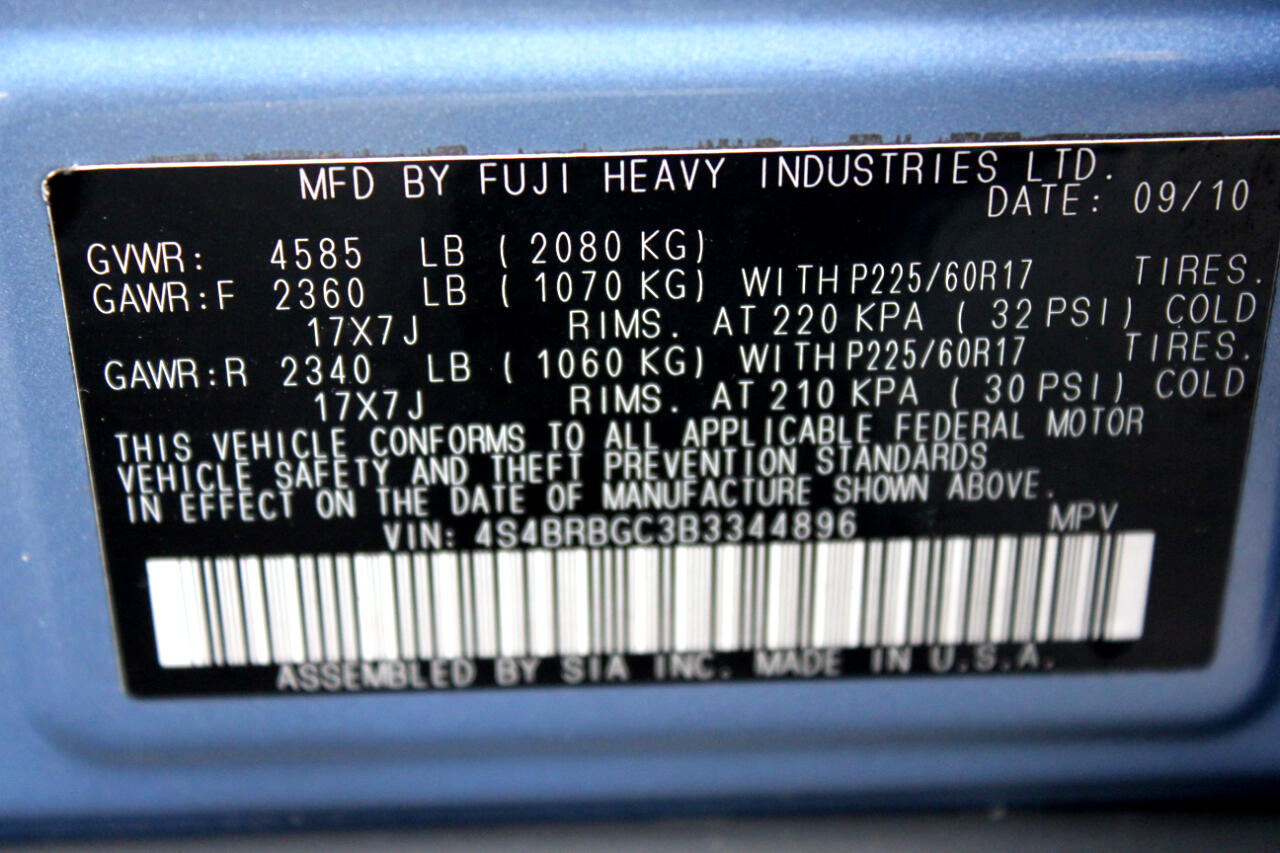 MFD BY FUJI HEAVY INDUSTRIES LTD.
DATE: 09/10
GVWR: 4585 LB ( 2080 KG)
GAWR:F 2360 LB ( 1070 KG) WITH P225/60R17 TIRES.
17X7J RIMS. AT 220 KPA ( 32 PSI) COLD
GAWR:R 2340 LB ( 1060 KG) WITH P225/60R17 TIRES.
17X7J RIMS. AT 210 KPA ( 30 PSI) COLD
THIS VEHICLE CONFORMS TO ALL APPLICABLE FEDERAL MOTOR
VEHICLE SAFETY AND THEFT PREVENTION STANDARDS
IN EFFECT ON THE DATE OF MANUFACTURE SHOWN ABOVE.
VIN: 4S4BRBGC3B3344896 MPV
ASSEMBLED BY SIA INC. MADE IN U.S.A.